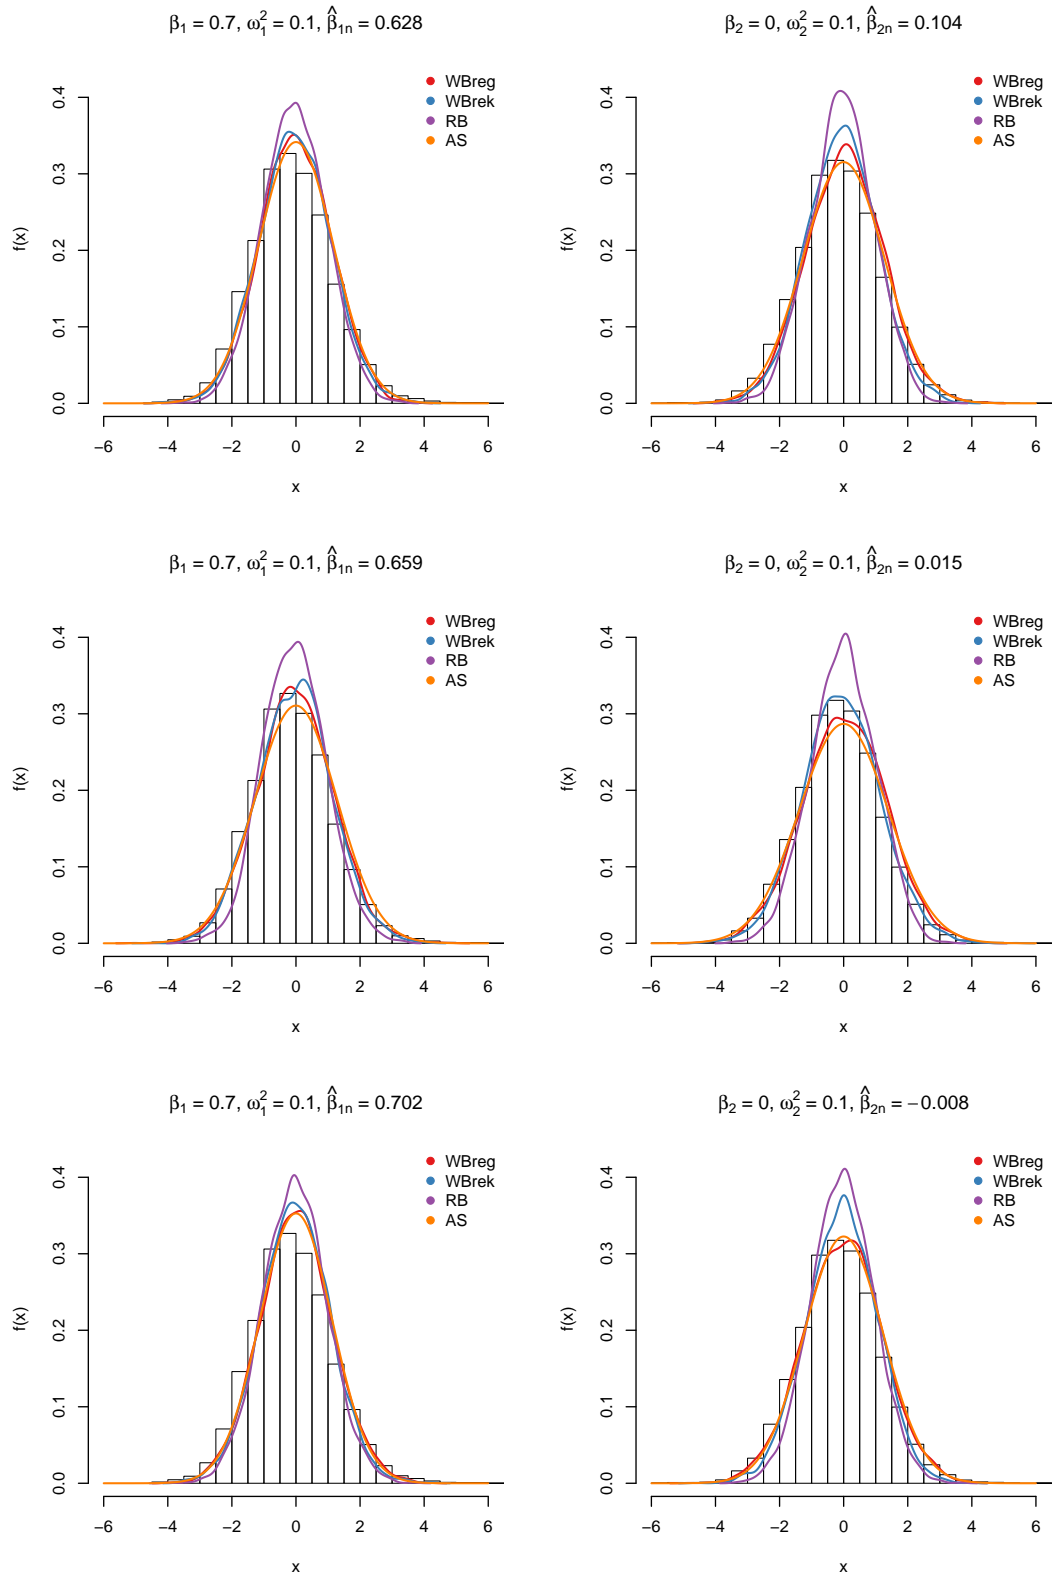 β₁ = 0.7, ω₁² = 0.1, β̂₁ₙ = 0.628
WBreg
WBrek
RB
AS
f(x)
0.4
0.3
0.2
0.1
0.0
−6 −4 −2 0 2 4 6
x
β₂ = 0, ω₂² = 0.1, β̂₂ₙ = 0.104
WBreg
WBrek
RB
AS
f(x)
0.4
0.3
0.2
0.1
0.0
−6 −4 −2 0 2 4 6
x
β₁ = 0.7, ω₁² = 0.1, β̂₁ₙ = 0.659
WBreg
WBrek
RB
AS
f(x)
0.4
0.3
0.2
0.1
0.0
−6 −4 −2 0 2 4 6
x
β₂ = 0, ω₂² = 0.1, β̂₂ₙ = 0.015
WBreg
WBrek
RB
AS
f(x)
0.4
0.3
0.2
0.1
0.0
−6 −4 −2 0 2 4 6
x
β₁ = 0.7, ω₁² = 0.1, β̂₁ₙ = 0.702
WBreg
WBrek
RB
AS
f(x)
0.4
0.3
0.2
0.1
0.0
−6 −4 −2 0 2 4 6
x
β₂ = 0, ω₂² = 0.1, β̂₂ₙ = −0.008
WBreg
WBrek
RB
AS
f(x)
0.4
0.3
0.2
0.1
0.0
−6 −4 −2 0 2 4 6
x